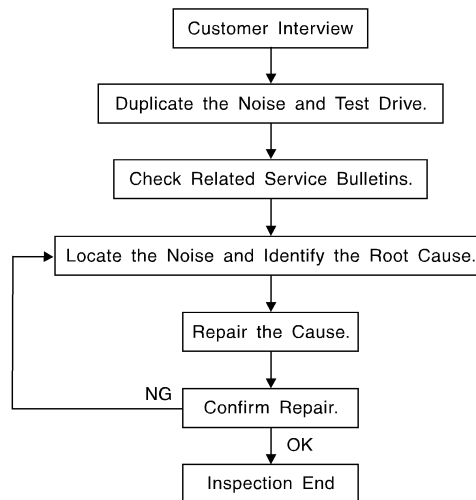 Customer Interview
Duplicate the Noise and Test Drive.
Check Related Service Bulletins.
Locate the Noise and Identify the Root Cause.
Repair the Cause.
NG
Confirm Repair.
OK
Inspection End